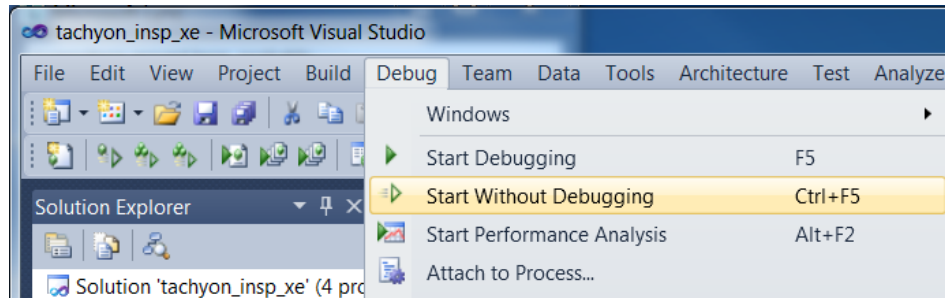 tachyon_insp_xe - Microsoft Visual Studio
File Edit View Project Build Debug Team Data Tools Architecture Test Analyze
Windows
Start Debugging F5
Start Without Debugging Ctrl+F5
Solution Explorer
Start Performance Analysis Alt+F2
Attach to Process...
Solution 'tachyon_insp_xe' (4 pro